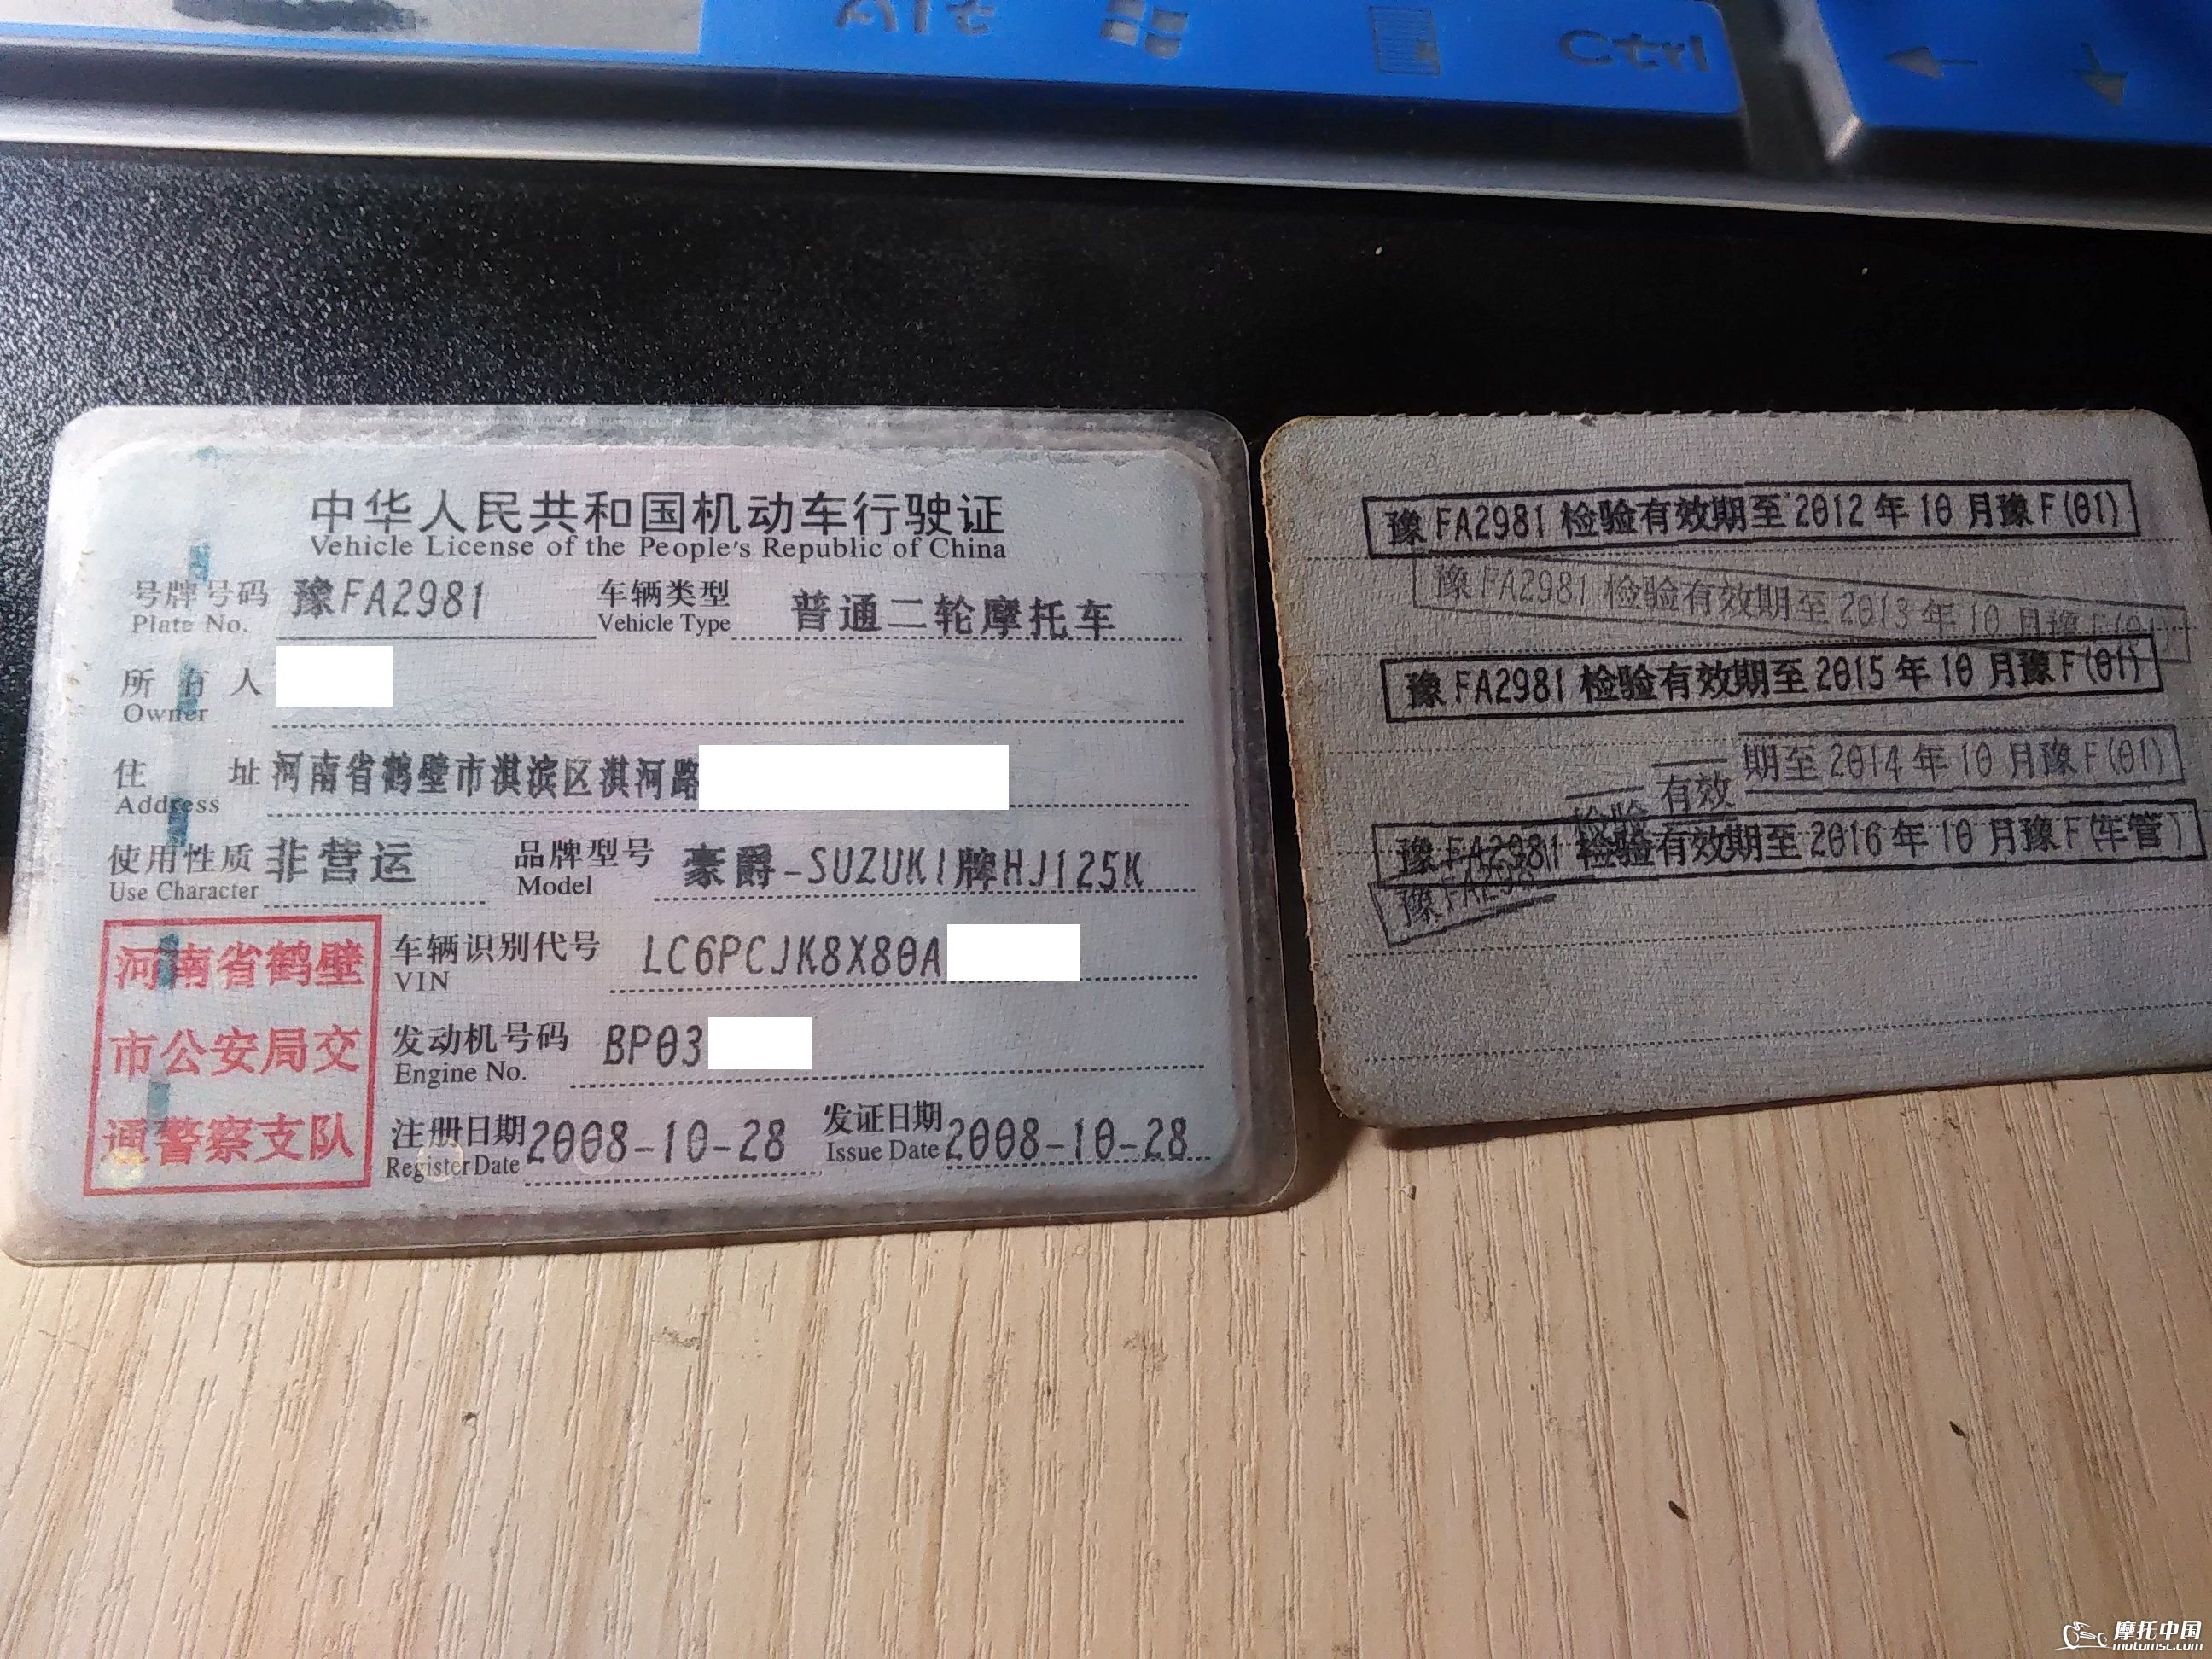 Alt
Ctrl
中华人民共和国机动车行驶证
Vehicle License of the People's Republic of China
号牌号码 豫FA2981 车辆类型 普通二轮摩托车
Plate No. Vehicle Type
所有人
Owner
住址 河南省鹤壁市淇滨区淇河路
Address
使用性质 非营运 品牌型号 豪爵-SUZUKI牌HJ125K
Use Character Model
河南省鹤壁
市公安局交
通警察支队
车辆识别代号 LC6PCJK8X80A
VIN
发动机号码 BP03
Engine No.
注册日期 2008-10-28 发证日期 2008-10-28
Register Date Issue Date
豫FA2981 检验有效期至2012年10月豫F(01)
豫FA2981 检验有效期至2013年10月豫F(01)
豫FA2981 检验有效期至2015年10月豫F(01)
豫FA29 检验 有效 期至2014年10月豫F(01)
豫FA2981 检验有效期至2016年10月豫F(车管)
摩托中国
motomsc.com